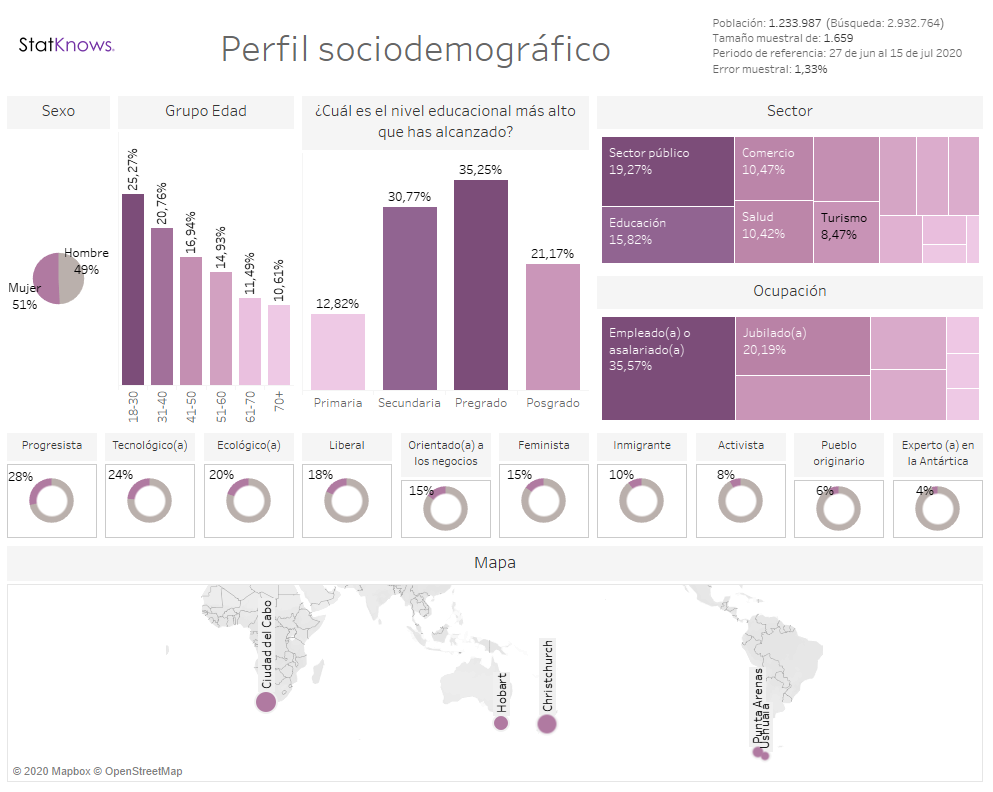 StatKnows.
Perfil sociodemográfico
Población: 1.233.987 (Búsqueda: 2.932.764)
Tamaño muestral de: 1.659
Periodo de referencia: 27 de jun al 15 de jul 2020
Error muestral: 1,33%
Sexo
Hombre
49%
Mujer
51%
Grupo Edad
25,27%
20,76%
16,94%
14,93%
11,49%
10,61%
18-30
31-40
41-50
51-60
61-70
70+
¿Cuál es el nivel educacional más alto
que has alcanzado?
12,82%
30,77%
35,25%
21,17%
Primaria
Secundaria
Pregrado
Posgrado
Sector
Sector público
19,27%
Educación
15,82%
Comercio
10,47%
Salud
10,42%
Turismo
8,47%
Ocupación
Empleado(a) o
asalariado(a)
35,57%
Jubilado(a)
20,19%
Progresista
28%
Tecnológico(a)
24%
Ecológico(a)
20%
Liberal
18%
Orientado(a) a
los negocios
15%
Feminista
15%
Inmigrante
10%
Activista
8%
Pueblo
originario
6%
Experto (a) en
la Antártica
4%
Mapa
Ciudad del Cabo
Hobart
Christchurch
Punta Arenas
Ushuaia
© 2020 Mapbox © OpenStreetMap